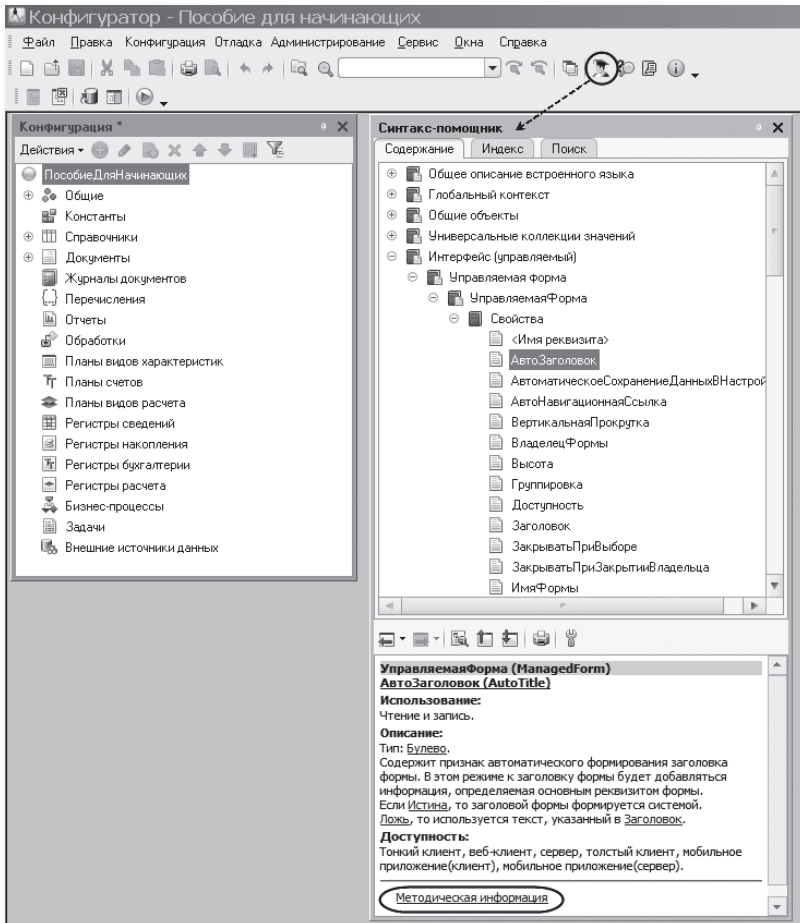 Конфигуратор - Пособие для начинающих
Файл Правка Конфигурация Отладка Администрирование Сервис Окна Справка
Конфигурация *
Действия
ПособиеДляНачинающих
Общие
Константы
Справочники
Документы
Журналы документов
Перечисления
Отчеты
Обработки
Планы видов характеристик
Планы счетов
Планы видов расчета
Регистры сведений
Регистры накопления
Регистры бухгалтерии
Регистры расчета
Бизнес-процессы
Задачи
Внешние источники данных
Синтакс-помощник
Содержание Индекс Поиск
Общее описание встроенного языка
Глобальный контекст
Общие объекты
Универсальные коллекции значений
Интерфейс (управляемый)
Управляемая форма
УправляемаяФорма
Свойства
<Имя реквизита>
АвтоЗаголовок
АвтоматическоеСохранениеДанныхВНастрой
АвтоНавигационнаяСсылка
ВертикальнаяПрокрутка
ВладелецФормы
Высота
Группировка
Доступность
Заголовок
ЗакрыватьПриВыборе
ЗакрыватьПриЗакрытииВладельца
ИмяФормы
УправляемаяФорма (ManagedForm)
АвтоЗаголовок (AutoTitle)
Использование:
Чтение и запись.
Описание:
Тип: Булево.
Содержит признак автоматического формирования заголовка
формы. В этом режиме к заголовку формы будет добавляться
информация, определяемая основным реквизитом формы.
Если Истина, то заголовой формы формируется системой.
Ложь, то используется текст, указанный в Заголовок.
Доступность:
Тонкий клиент, веб-клиент, сервер, толстый клиент, мобильное
приложение(клиент), мобильное приложение(сервер).
Методическая информация